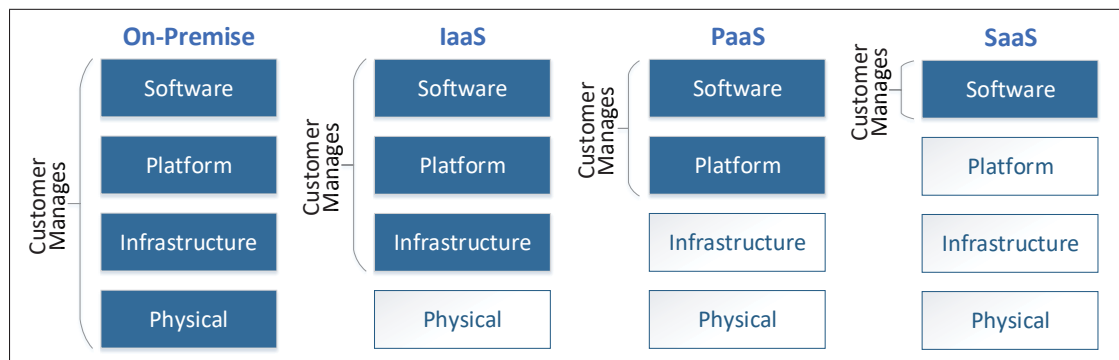 On-Premise
Customer
Manages
Software
Platform
Infrastructure
Physical
IaaS
Customer
Manages
Software
Platform
Infrastructure
Physical
PaaS
Customer
Manages
Software
Platform
Infrastructure
Physical
SaaS
Customer
Manages
Software
Platform
Infrastructure
Physical